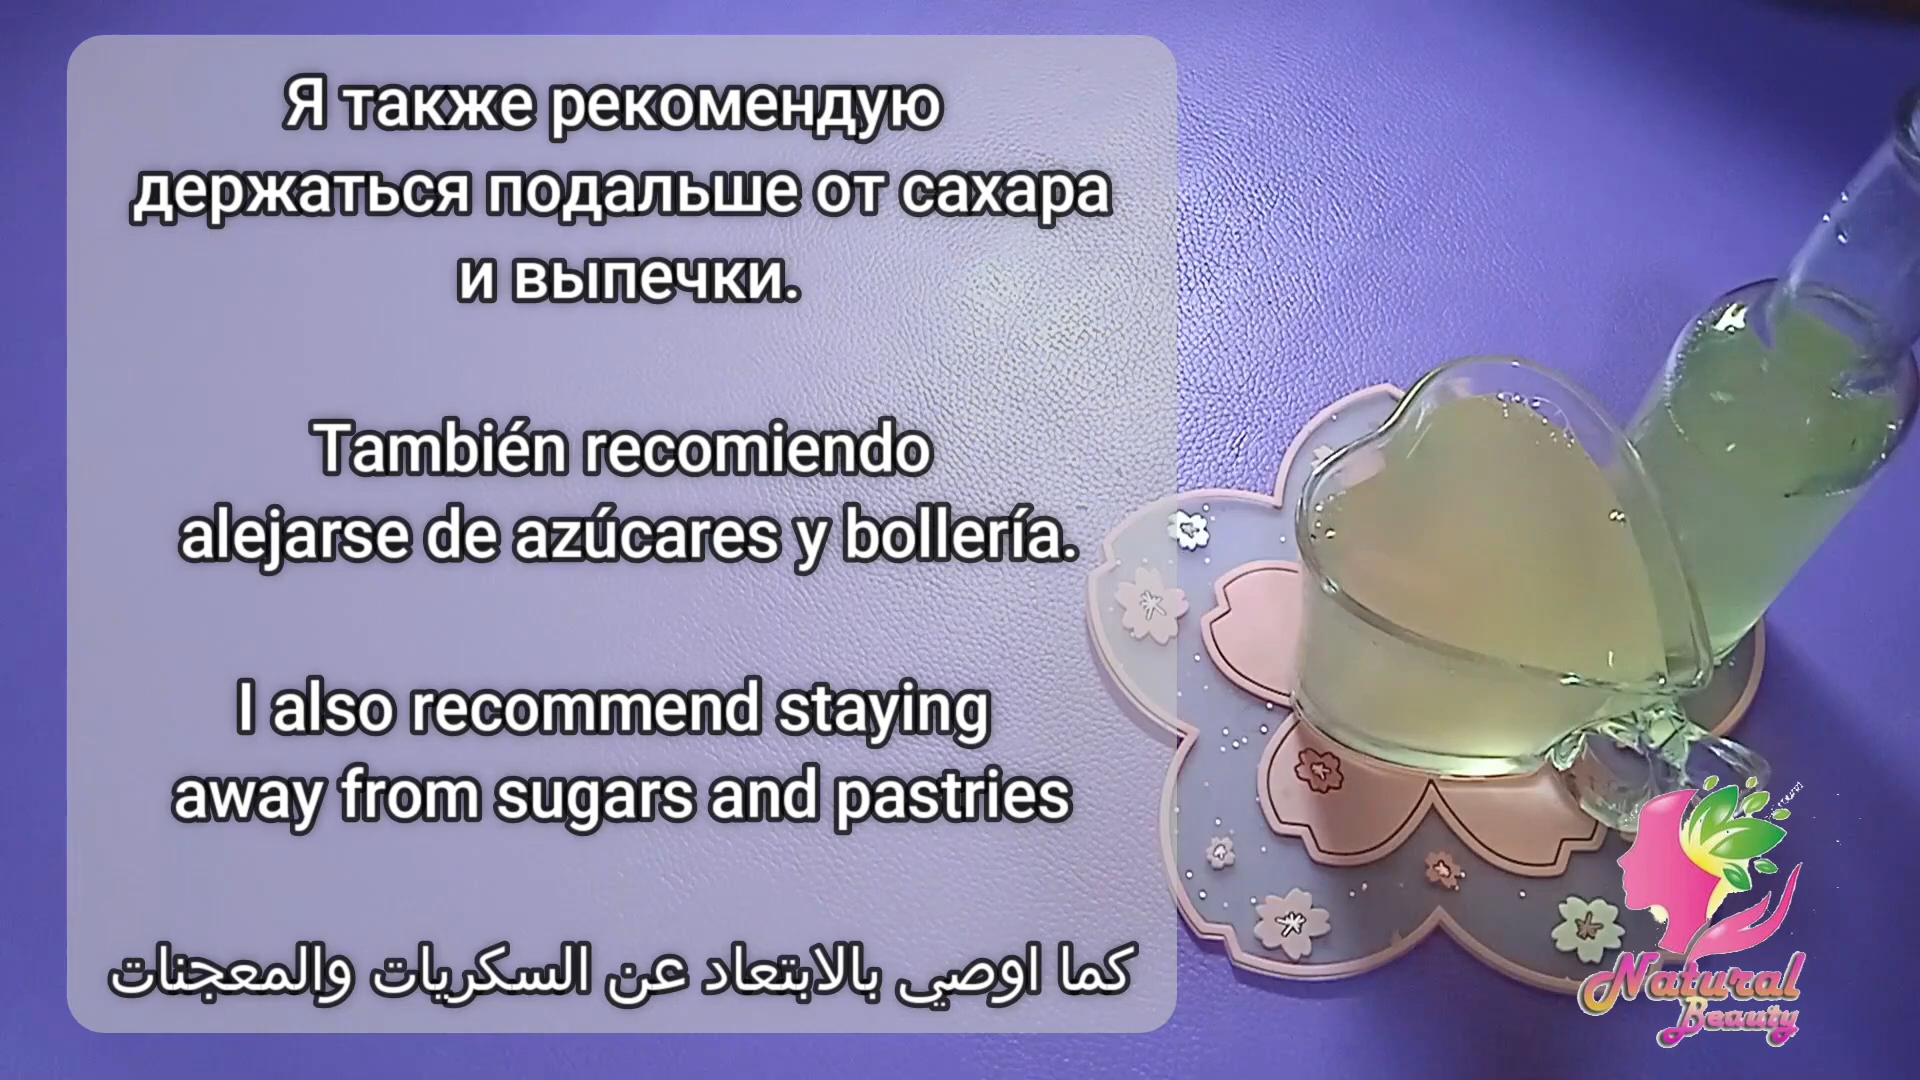 Я также рекомендую
держаться подальше от сахара
и выпечки.
También recomiendo
alejarse de azúcares y bollería.
I also recommend staying
away from sugars and pastries
كما اوصي بالابتعاد عن السكريات والمعجنات
Natural
Beauty